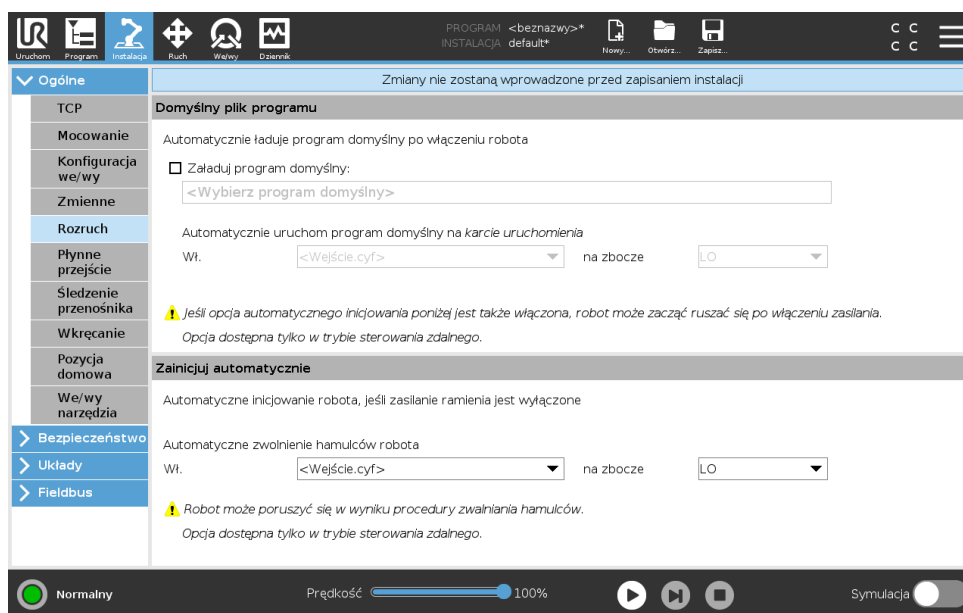 PROGRAM <beznazwy>*
INSTALACJA default*
Uruchom Program Instalacja Ruch We/wy Dziennik Nowy... Otwórz... Zapisz...
C C
C C
Ogólne
TCP
Mocowanie
Konfiguracja
we/wy
Zmienne
Rozruch
Płynne
przejście
Śledzenie
przenośnika
Wkręcanie
Pozycja
domowa
We/wy
narzędzia
Bezpieczeństwo
Układy
Fieldbus
Zmiany nie zostaną wprowadzone przed zapisaniem instalacji
Domyślny plik programu
Automatycznie ładuje program domyślny po włączeniu robota
Załaduj program domyślny:
<Wybierz program domyślny>
Automatycznie uruchom program domyślny na karcie uruchomienia
Wł. <Wejście.cyf> na zbocze LO
Jeśli opcja automatycznego inicjowania poniżej jest także włączona, robot może zacząć ruszać się po włączeniu zasilania.
Opcja dostępna tylko w trybie sterowania zdalnego.
Zainicjuj automatycznie
Automatyczne inicjowanie robota, jeśli zasilanie ramienia jest wyłączone
Automatyczne zwolnienie hamulców robota
Wł. <Wejście.cyf> na zbocze LO
Robot może poruszyć się w wyniku procedury zwalniania hamulców.
Opcja dostępna tylko w trybie sterowania zdalnego.
Normalny Prędkość 100% Symulacja